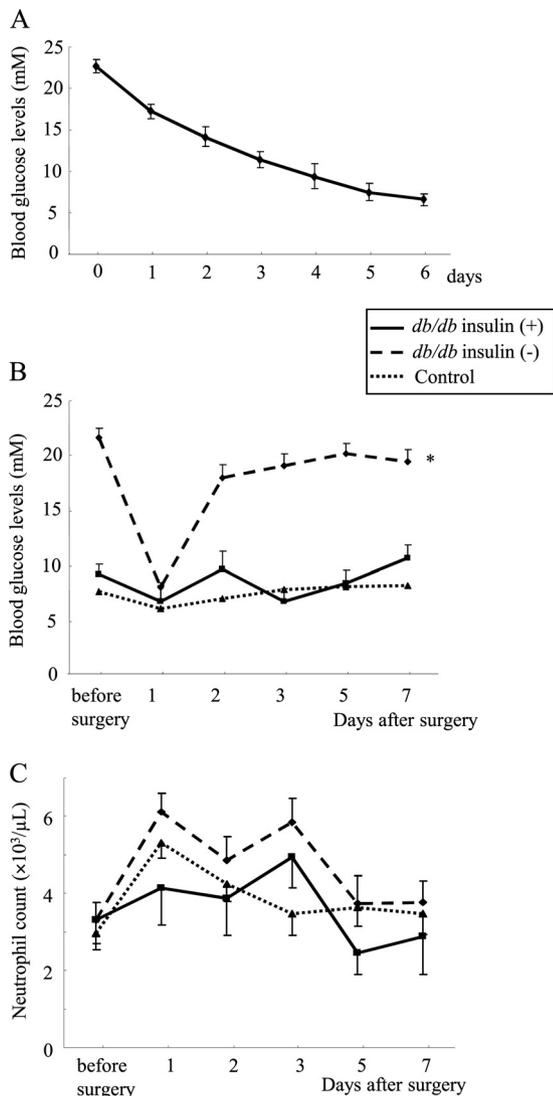 A
Blood glucose levels (mM)
25
20
15
10
5
0
0 1 2 3 4 5 6 days
db/db insulin (+)
db/db insulin (-)
Control
B
Blood glucose levels (mM)
25
20
15
10
5
0
*
before surgery 1 2 3 5 7
Days after surgery
C
Neutrophil count (×10³/μL)
6
4
2
0
before surgery 1 2 3 5 7
Days after surgery